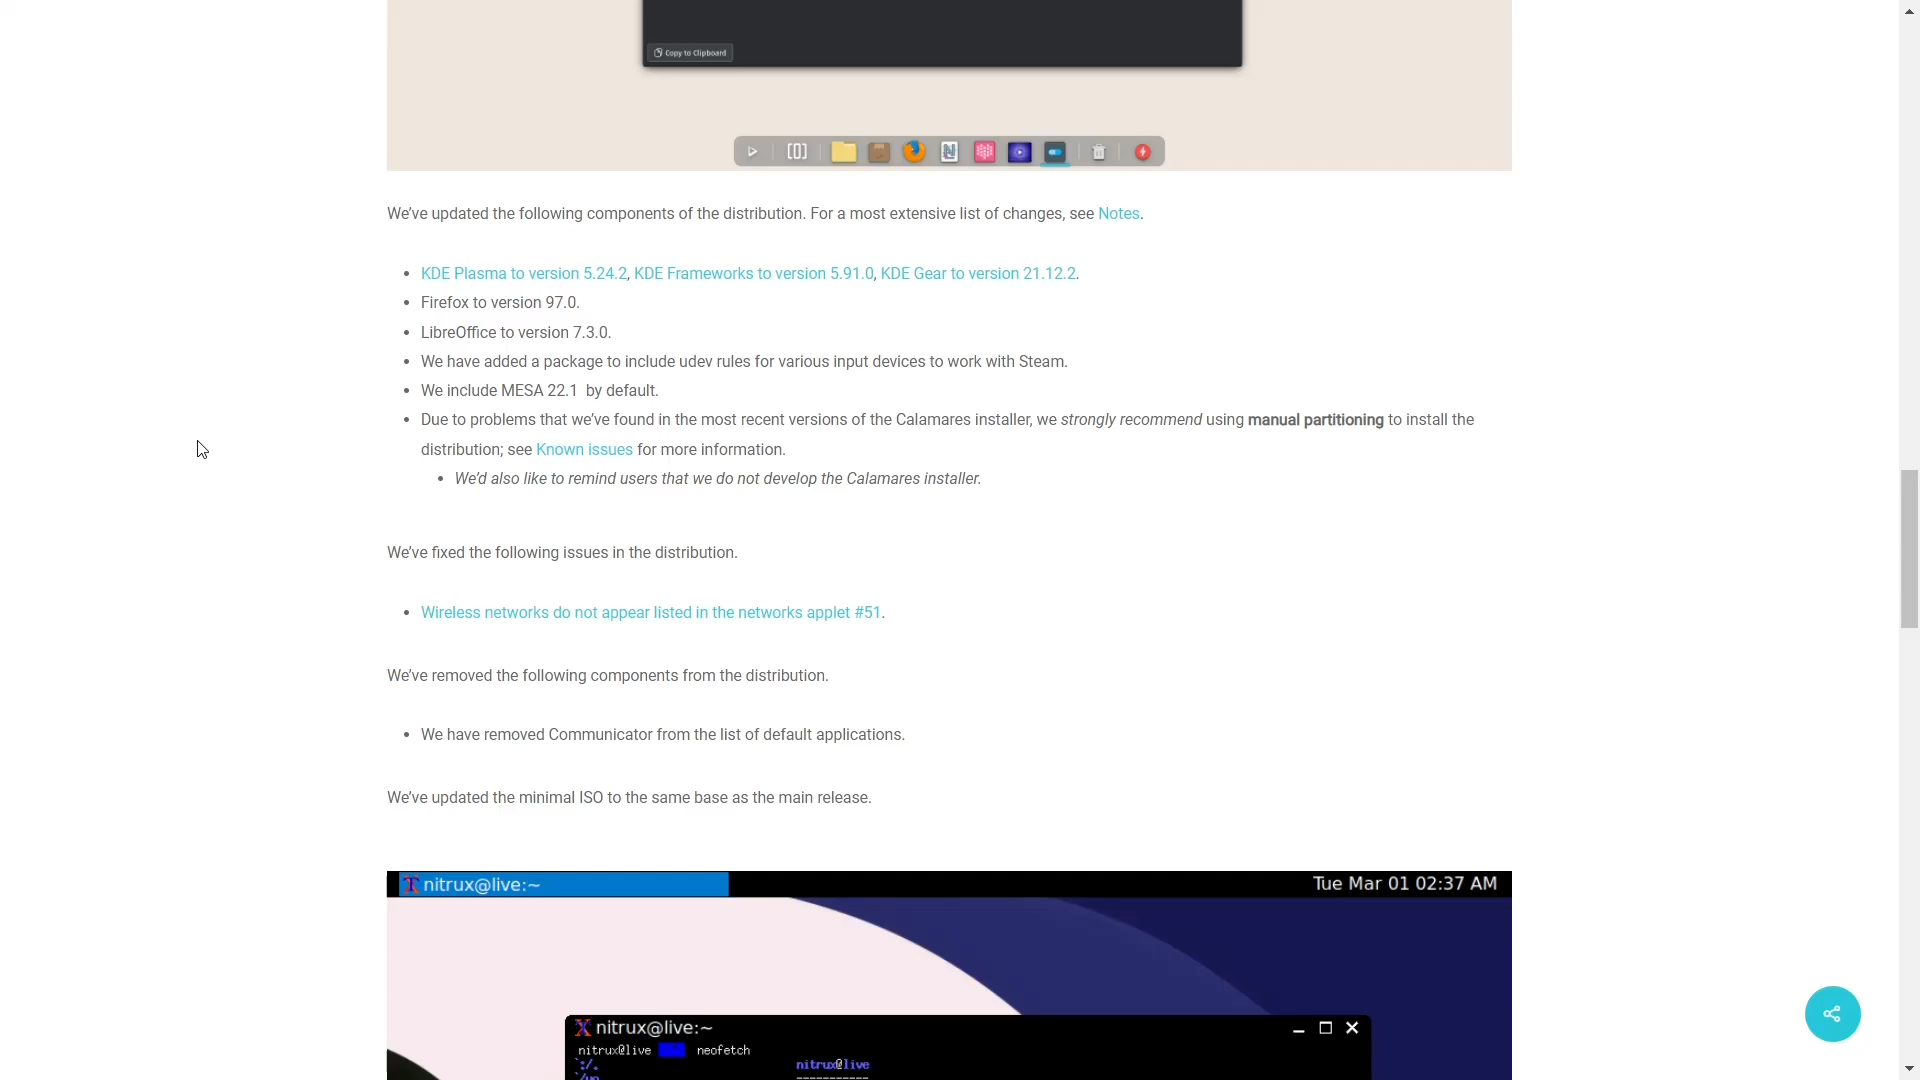 Copy to Clipboard
We’ve updated the following components of the distribution. For a most extensive list of changes, see Notes.
• KDE Plasma to version 5.24.2, KDE Frameworks to version 5.91.0, KDE Gear to version 21.12.2.
• Firefox to version 97.0.
• LibreOffice to version 7.3.0.
• We have added a package to include udev rules for various input devices to work with Steam.
• We include MESA 22.1  by default.
• Due to problems that we’ve found in the most recent versions of the Calamares installer, we strongly recommend using manual partitioning to install the
distribution; see Known issues for more information.
• We’d also like to remind users that we do not develop the Calamares installer.
We’ve fixed the following issues in the distribution.
• Wireless networks do not appear listed in the networks applet #51.
We’ve removed the following components from the distribution.
• We have removed Communicator from the list of default applications.
We’ve updated the minimal ISO to the same base as the main release.
nitrux@live:~ Tue Mar 01 02:37 AM
nitrux@live:~
nitrux@live neofetch
`:/. nitrux@live
-----------